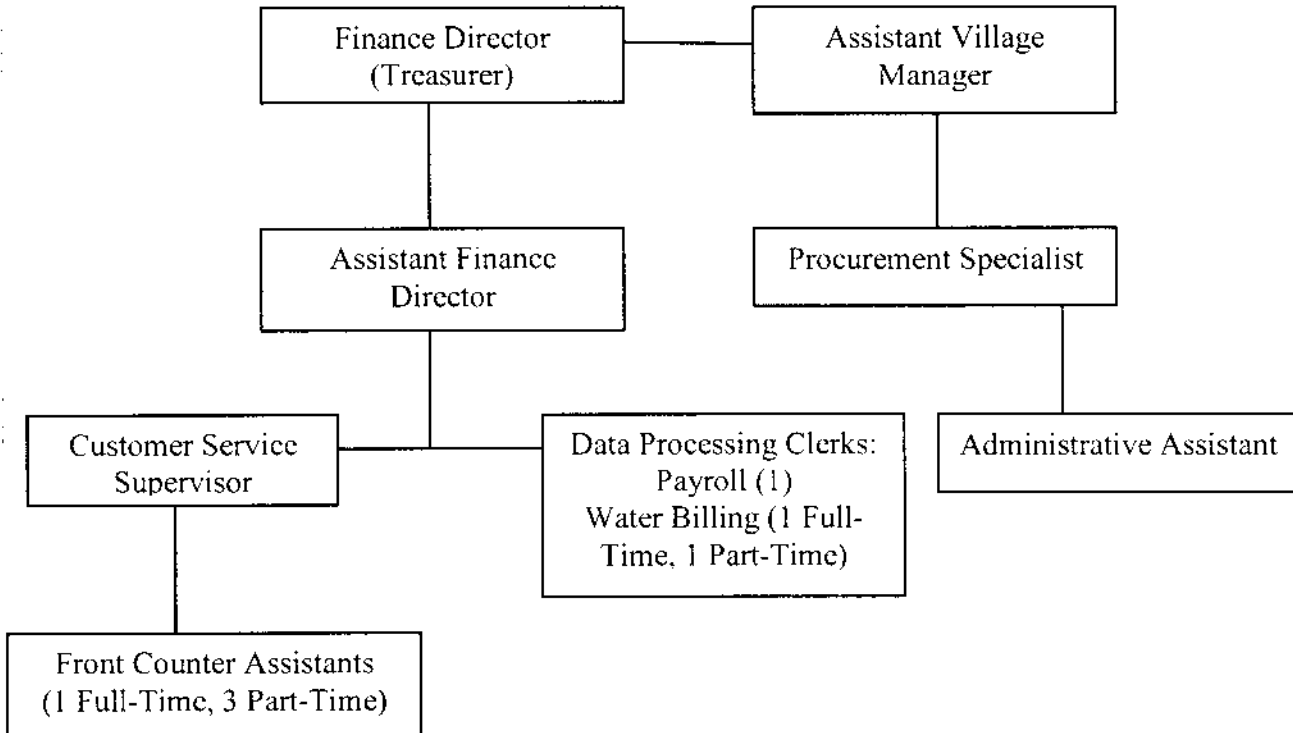 Finance Director
(Treasurer)
Assistant Village
Manager
Assistant Finance
Director
Procurement Specialist
Customer Service
Supervisor
Data Processing Clerks:
Payroll (1)
Water Billing (1 Full-
Time, 1 Part-Time)
Administrative Assistant
Front Counter Assistants
(1 Full-Time, 3 Part-Time)